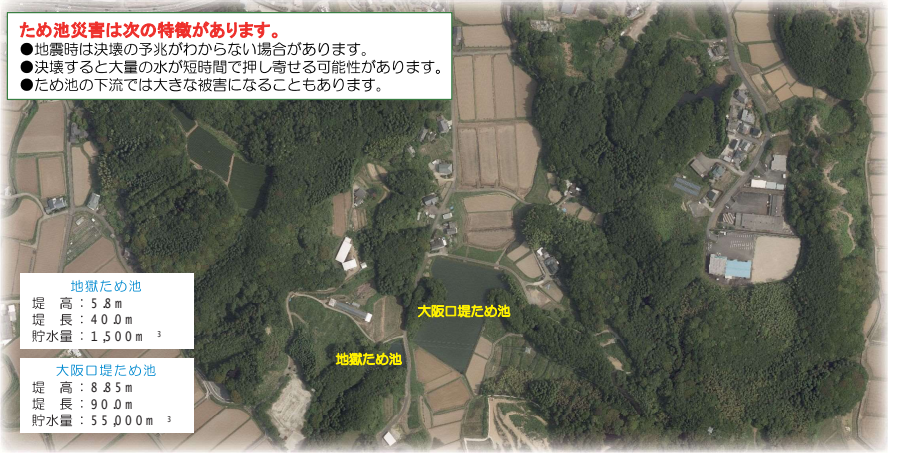 ため池災害は次の特徴があります。
●地震時は決壊の予兆がわからない場合があります。
●決壊すると大量の水が短時間で押し寄せる可能性があります。
●ため池の下流では大きな被害になることもあります。
地獄ため池
堤　高：5.8m
堤　長：40.0m
貯水量：1,500m³
大阪口堤ため池
堤　高：8.85m
堤　長：90.0m
貯水量：55,000m³
大阪口堤ため池
地獄ため池